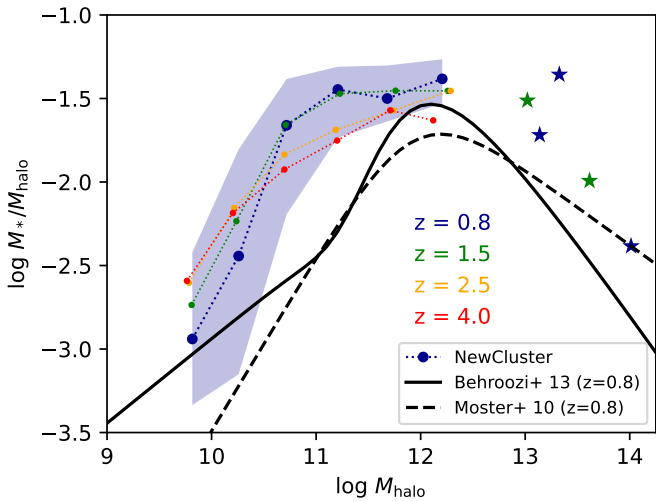 −1.0
−1.5
−2.0
−2.5
−3.0
−3.5
log M*/Mhalo
z = 0.8
z = 1.5
z = 2.5
z = 4.0
NewCluster
Behroozi+ 13 (z=0.8)
Moster+ 10 (z=0.8)
9 10 11 12 13 14
log Mhalo